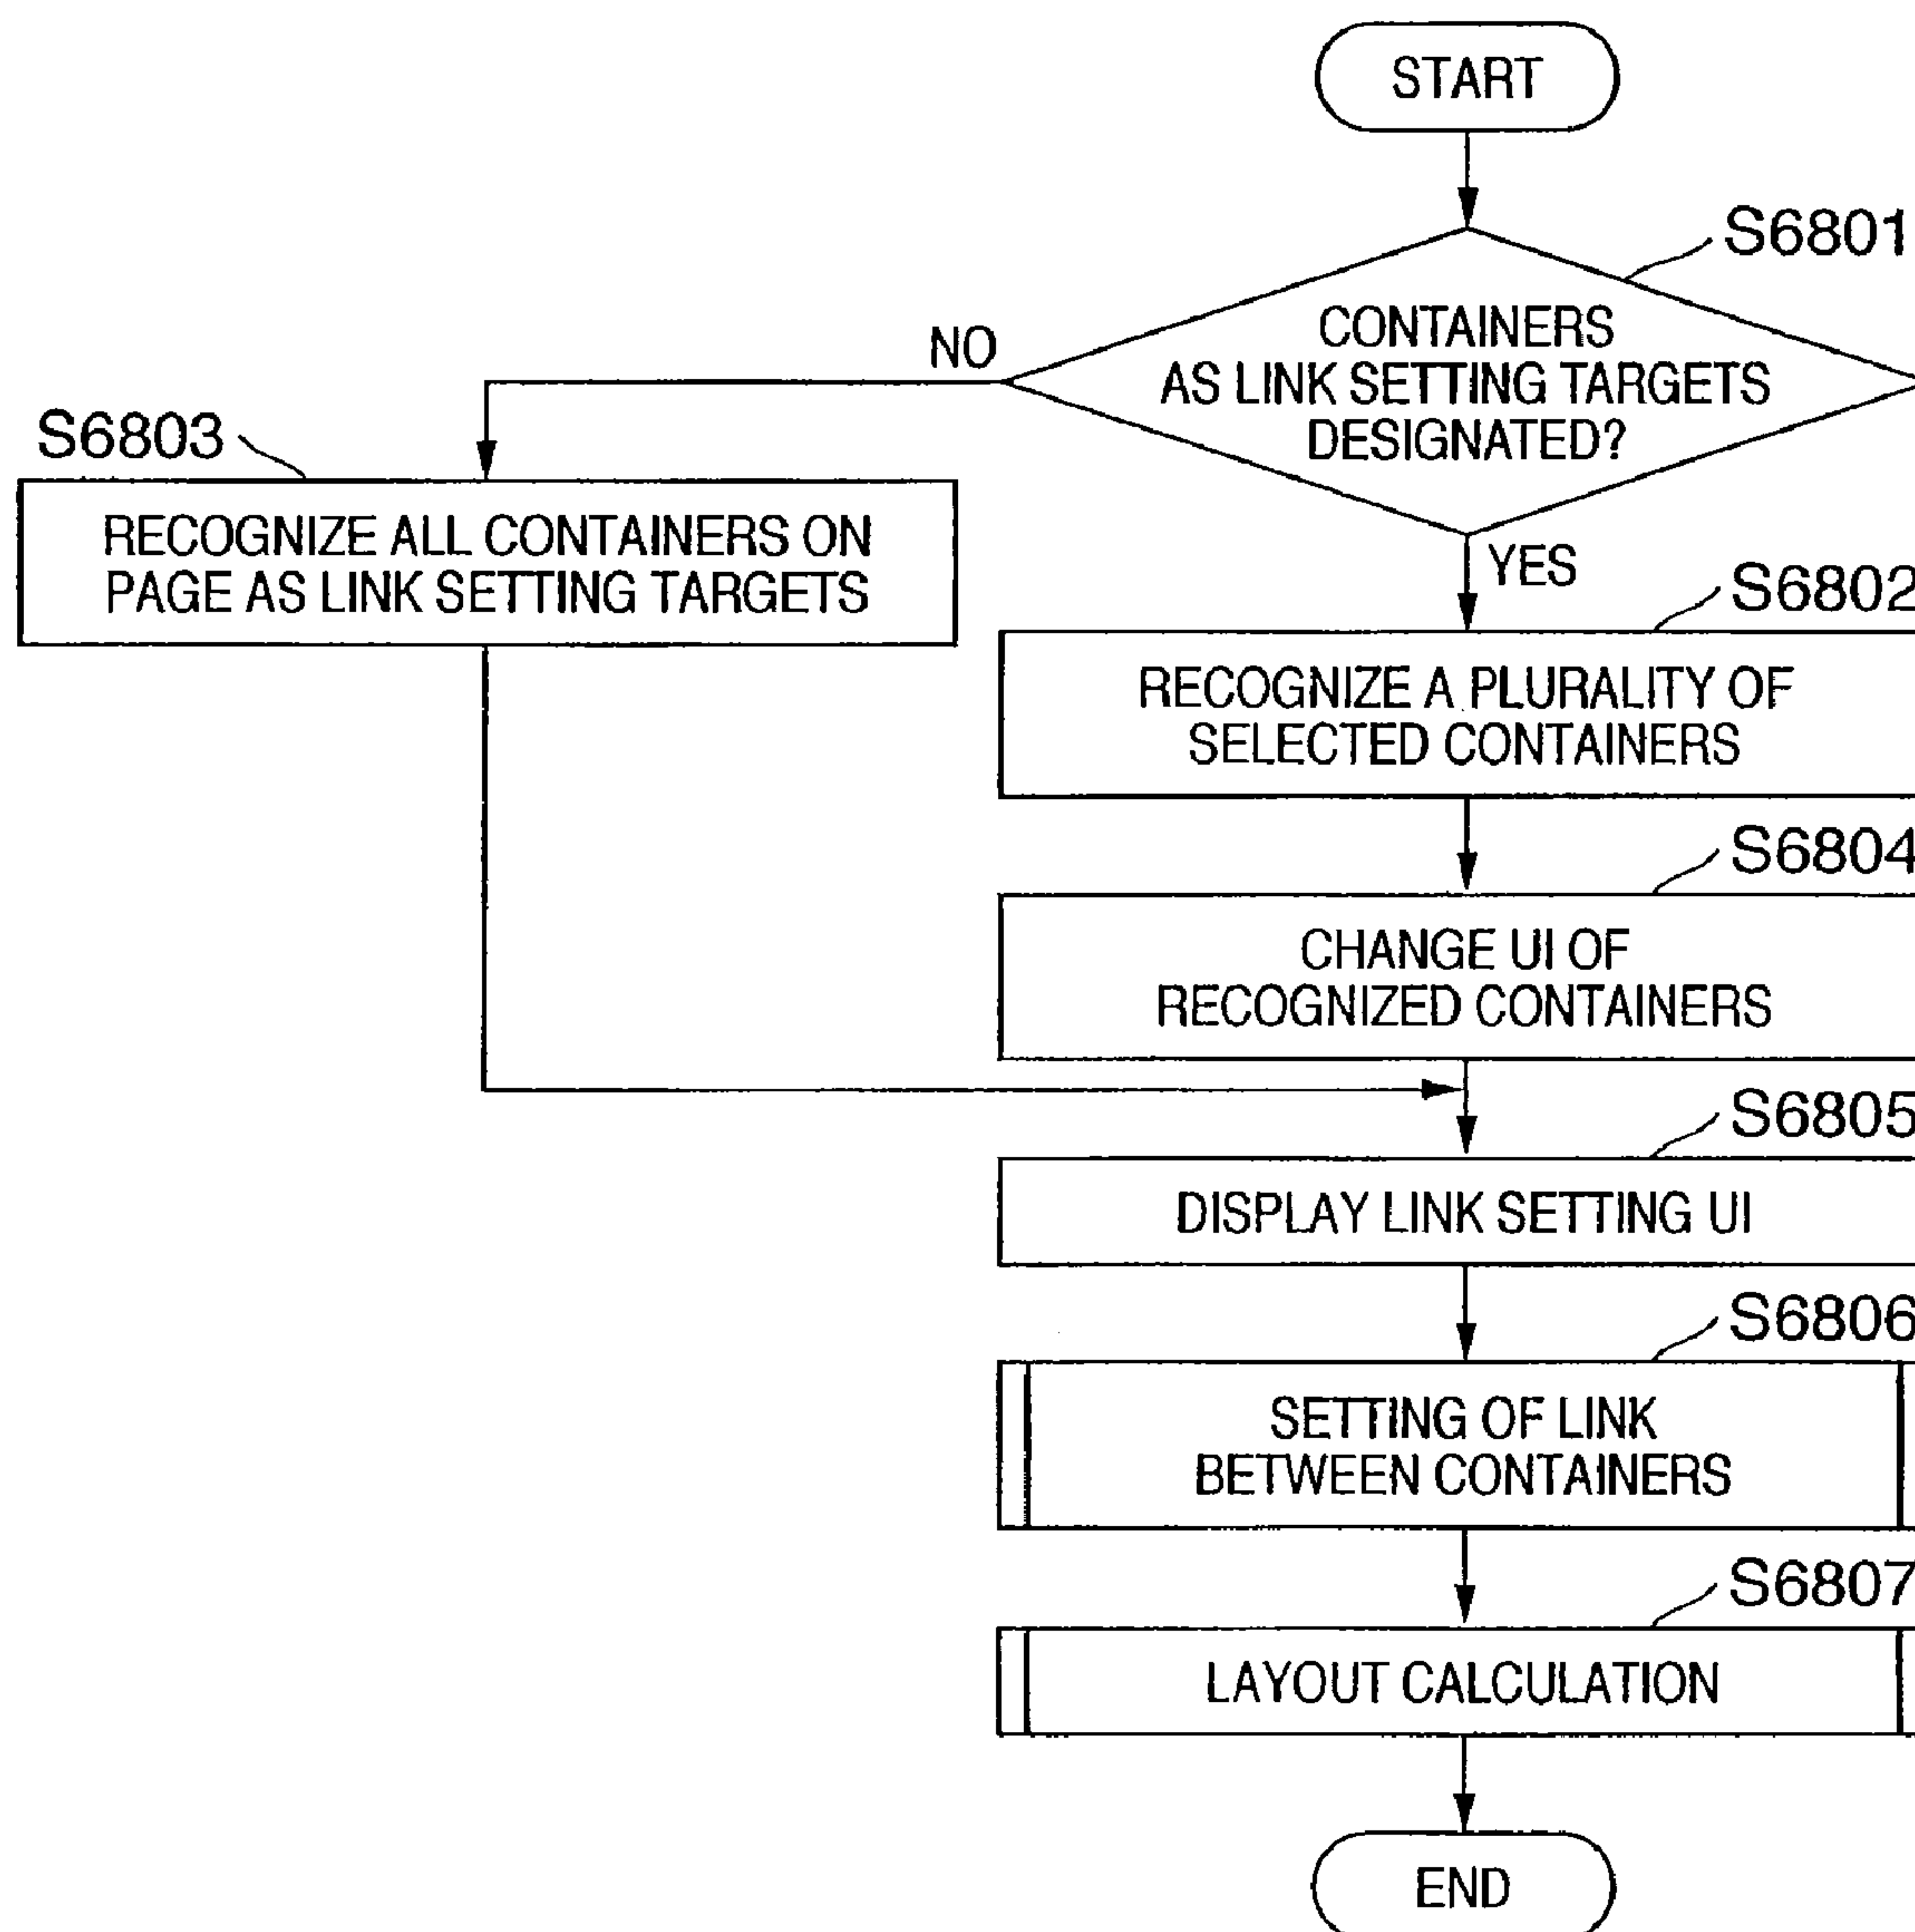 START
S6801
CONTAINERS
AS LINK SETTING TARGETS
DESIGNATED?
NO
S6803
RECOGNIZE ALL CONTAINERS ON
PAGE AS LINK SETTING TARGETS
YES
S6802
RECOGNIZE A PLURALITY OF
SELECTED CONTAINERS
S6804
CHANGE UI OF
RECOGNIZED CONTAINERS
S6805
DISPLAY LINK SETTING UI
S6806
SETTING OF LINK
BETWEEN CONTAINERS
S6807
LAYOUT CALCULATION
END